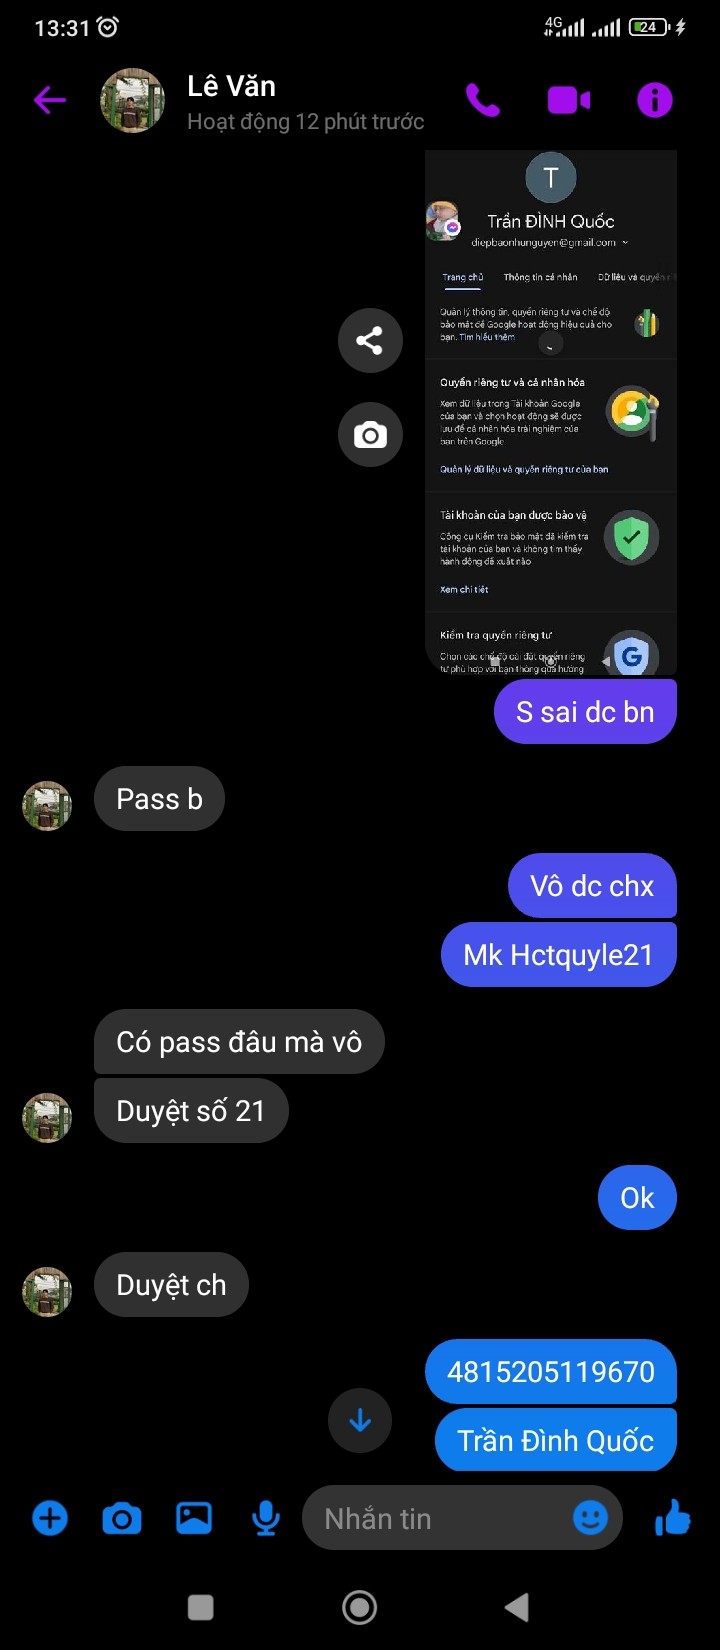 13:31
4G
24
Lê Văn
Hoạt động 12 phút trước
T
Trần ĐÌNH Quốc
diepbaonhunguyen@gmail.com
Trang chủ Thông tin cá nhân Dữ liệu và quyền
Quản lý thông tin, quyền riêng tư và chế độ
bảo mật để Google hoạt động hiệu quả cho
bạn. Tìm hiểu thêm
Quyền riêng tư và cá nhân hóa
Xem dữ liệu trong Tài khoản Google
của bạn và chọn hoạt động sẽ được
lưu để cá nhân hóa trải nghiệm của
bạn trên Google
Quản lý dữ liệu và quyền riêng tư của bạn
Tài khoản của bạn được bảo vệ
Công cụ Kiểm tra bảo mật đã kiểm tra
tài khoản của bạn và không tìm thấy
hành động đề xuất nào
Xem chi tiết
Kiểm tra quyền riêng tư
Chọn các chế độ cài đặt quyền riêng
tư phù hợp với bạn thông qua hướng
G
S sai dc bn
Pass b
Vô dc chx
Mk Hctquyle21
Có pass đâu mà vô
Duyệt số 21
Ok
Duyệt ch
4815205119670
Trần Đình Quốc
Nhắn tin